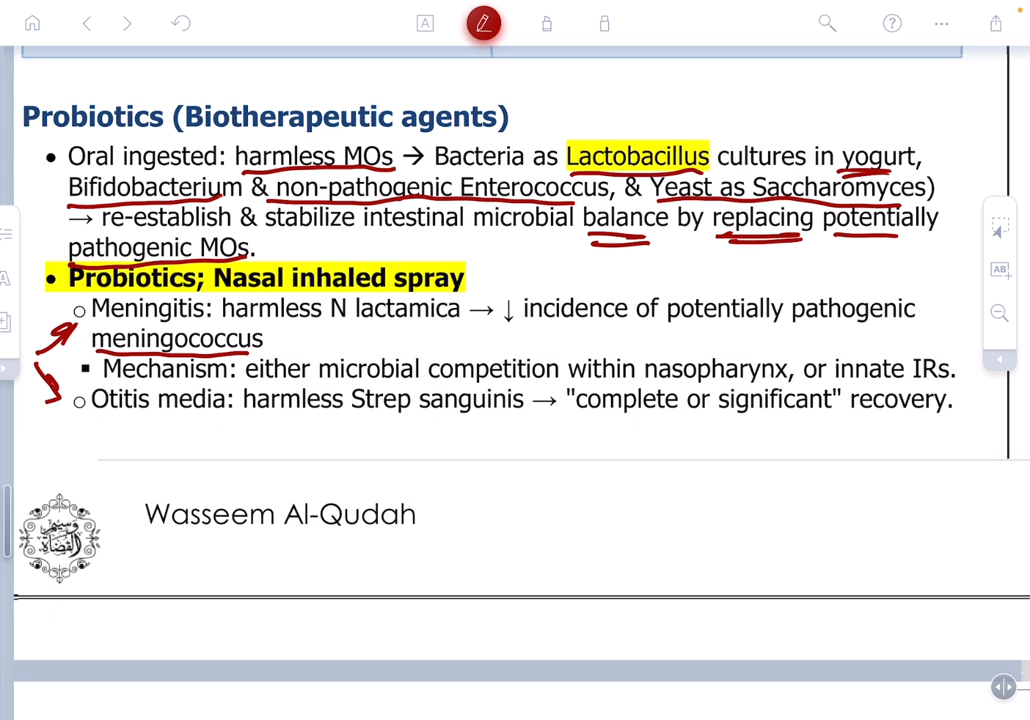 Probiotics (Biotherapeutic agents)
• Oral ingested: harmless MOs → Bacteria as Lactobacillus cultures in yogurt,
Bifidobacterium & non-pathogenic Enterococcus, & Yeast as Saccharomyces)
→ re-establish & stabilize intestinal microbial balance by replacing potentially
pathogenic MOs.
• Probiotics; Nasal inhaled spray
○ Meningitis: harmless N lactamica → ↓ incidence of potentially pathogenic
meningococcus
▪ Mechanism: either microbial competition within nasopharynx, or innate IRs.
○ Otitis media: harmless Strep sanguinis → "complete or significant" recovery.
وسيم
القضاة
Wasseem Al-Qudah